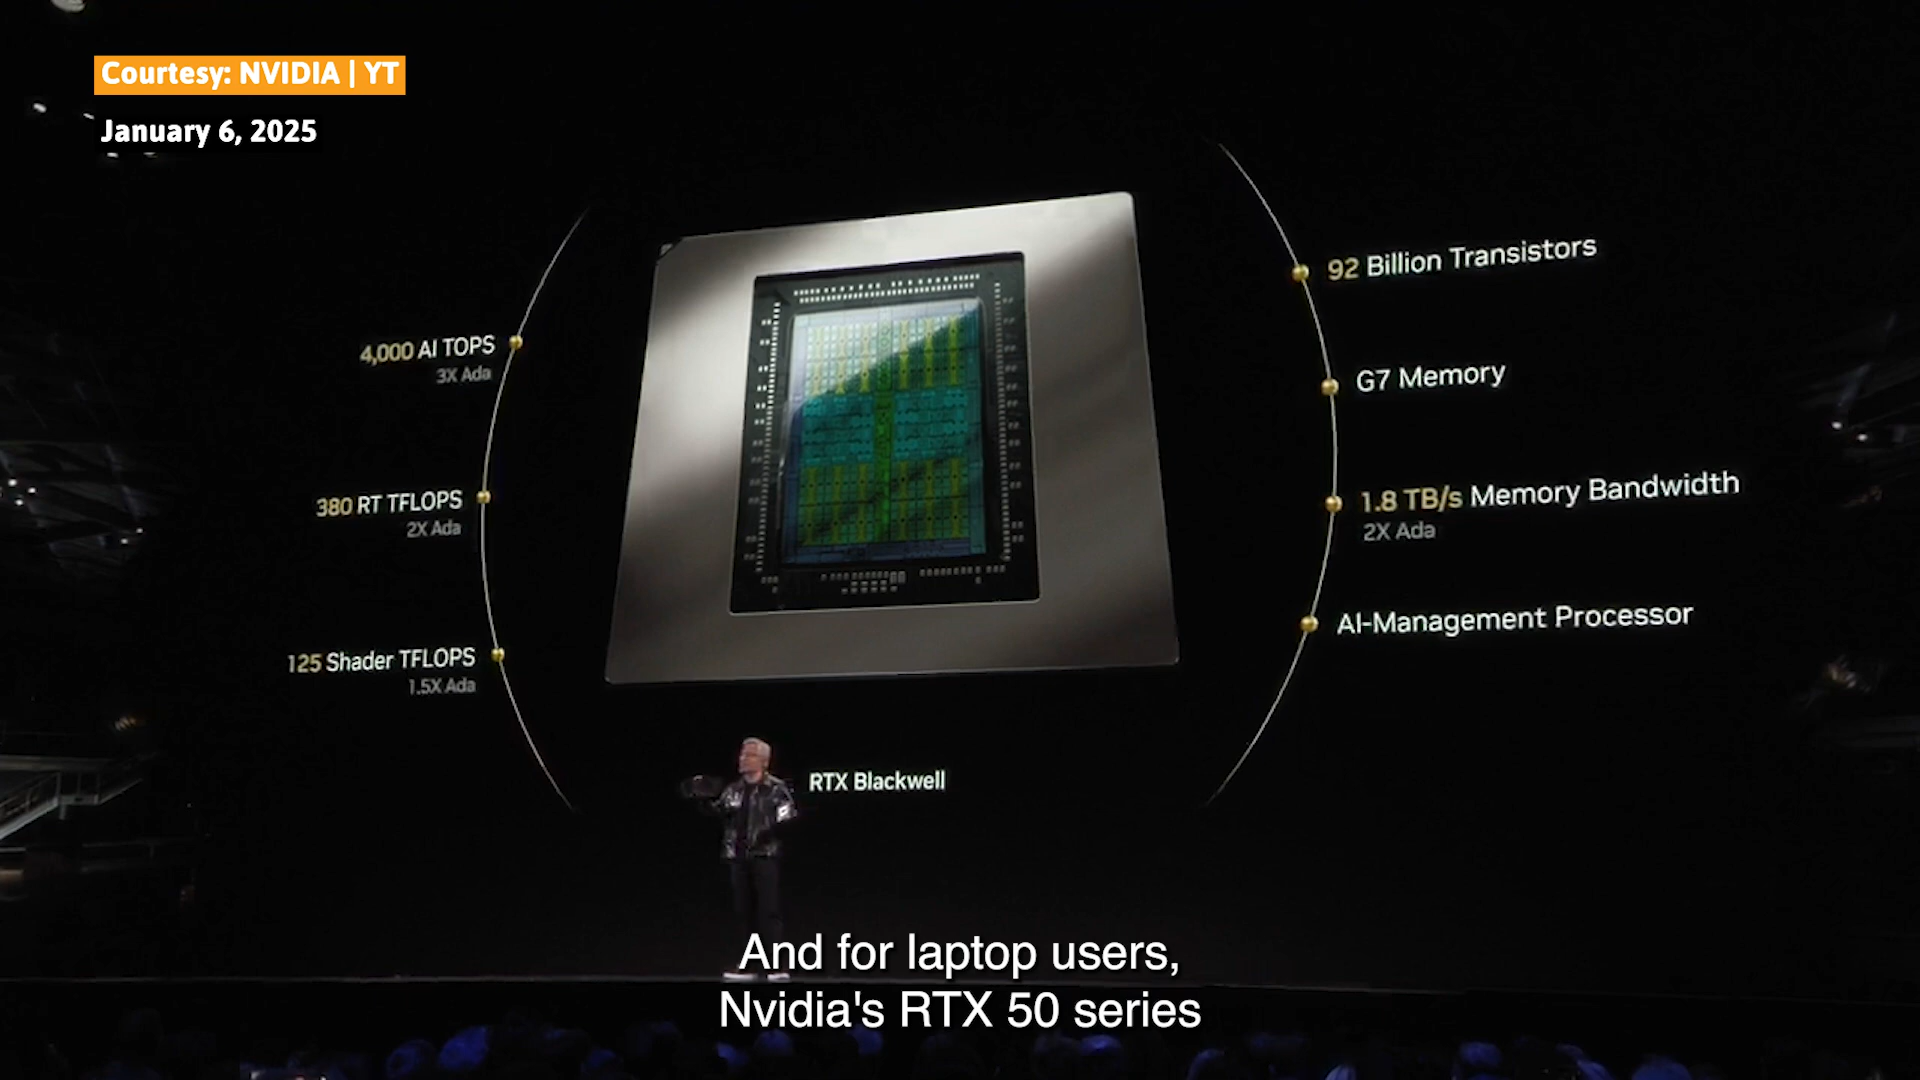 Courtesy: NVIDIA | YT
January 6, 2025
4,000 AI TOPS
3X Ada
380 RT TFLOPS
2X Ada
125 Shader TFLOPS
1.5X Ada
92 Billion Transistors
G7 Memory
1.8 TB/s Memory Bandwidth
2X Ada
AI-Management Processor
RTX Blackwell
And for laptop users,
Nvidia's RTX 50 series